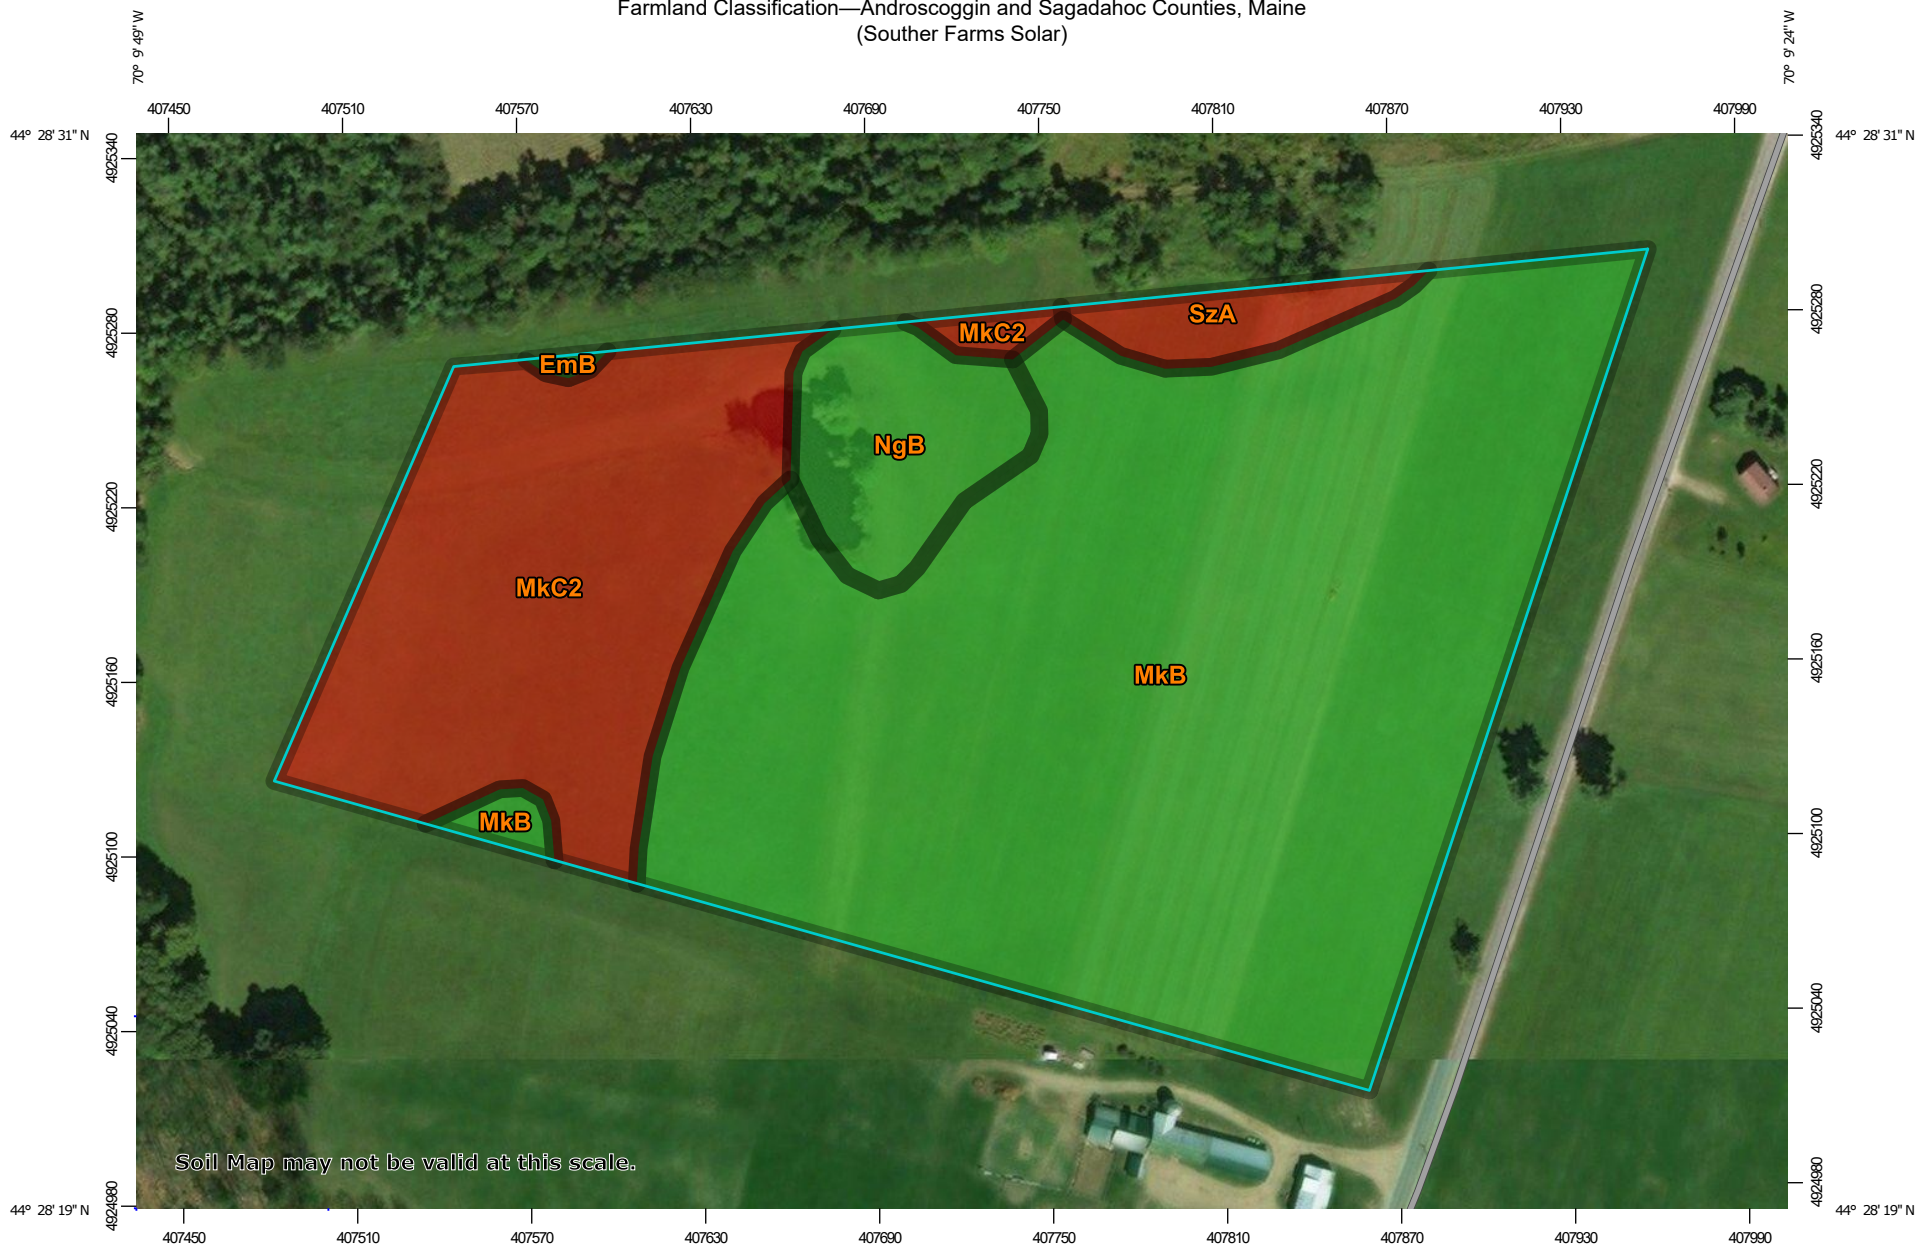 Farmland Classification—Androscoggin and Sagadahoc Counties, Maine
(Souther Farms Solar)
70° 9' 49" W
70° 9' 24" W
407450 407510 407570 407630 407690 407750 407810 407870 407930 407990
44° 28' 31" N
44° 28' 31" N
4925340
4925340
4925280
4925280
4925220
4925220
4925160
4925160
4925100
4925100
4925040
4925040
4924980
4924980
SzA
MkC2
EmB
NgB
MkC2
MkB
MkB
Soil Map may not be valid at this scale.
44° 28' 19" N
44° 28' 19" N
407450 407510 407570 407630 407690 407750 407810 407870 407930 407990